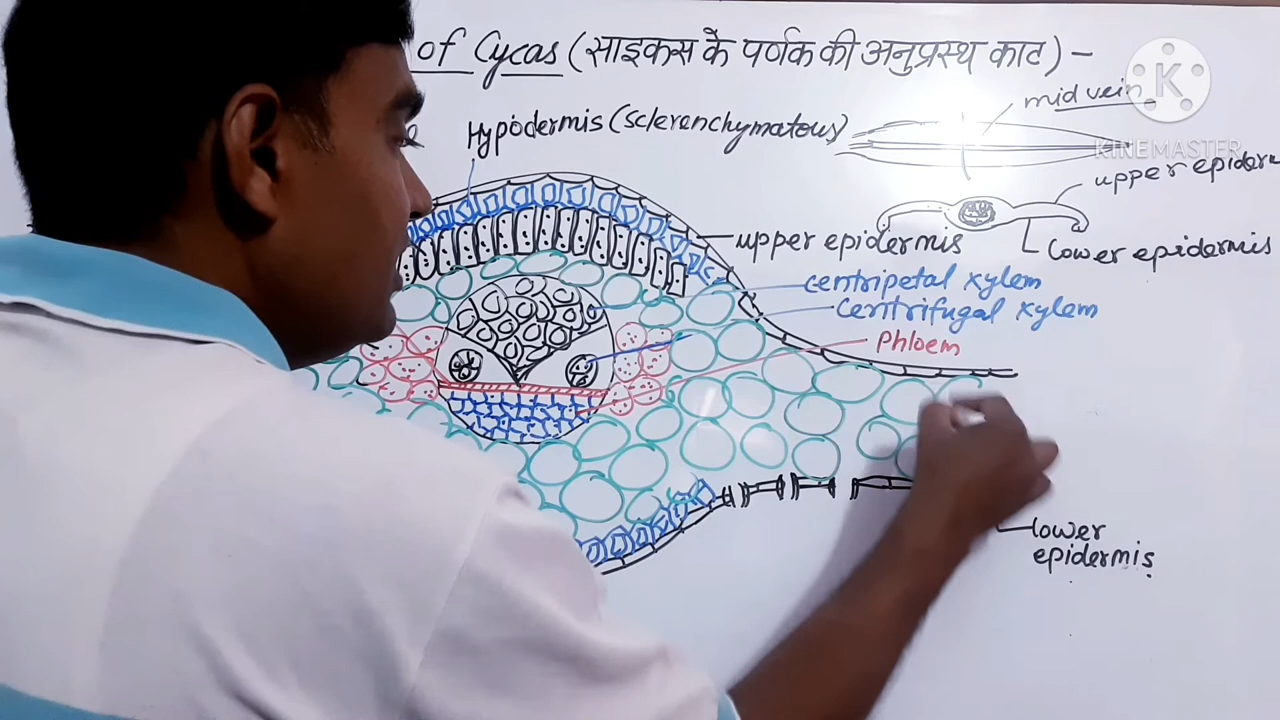 of Cycas (साइकस के पर्णक की अनुप्रस्थ काट) -
K
KINEMASTER
mid vein
Hypodermis (sclerenchymatous)
upper epiderm
upper epidermis
lower epidermis
centripetal xylem
Centrifugal xylem
Phloem
lower
epidermis